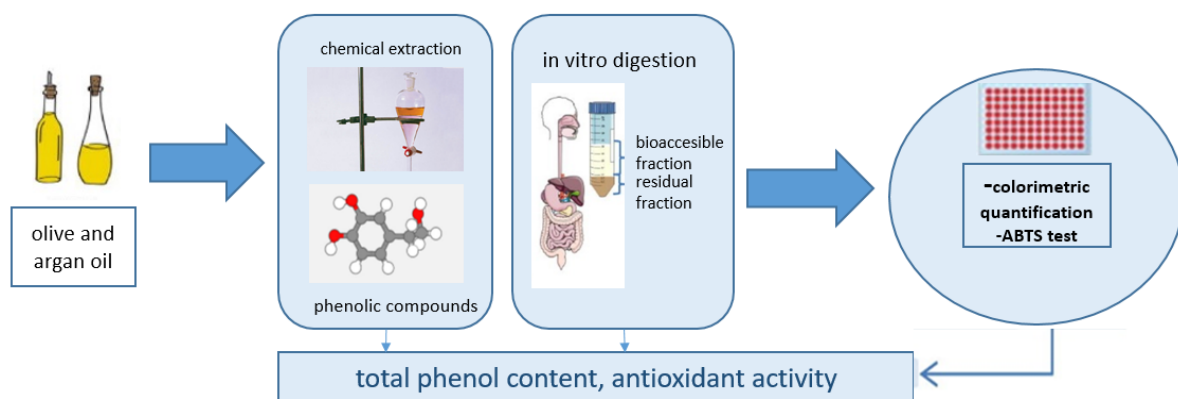 olive and
argan oil
chemical extraction
phenolic compounds
in vitro digestion
bioaccesible
fraction
residual
fraction
-colorimetric
quantification
-ABTS test
total phenol content, antioxidant activity